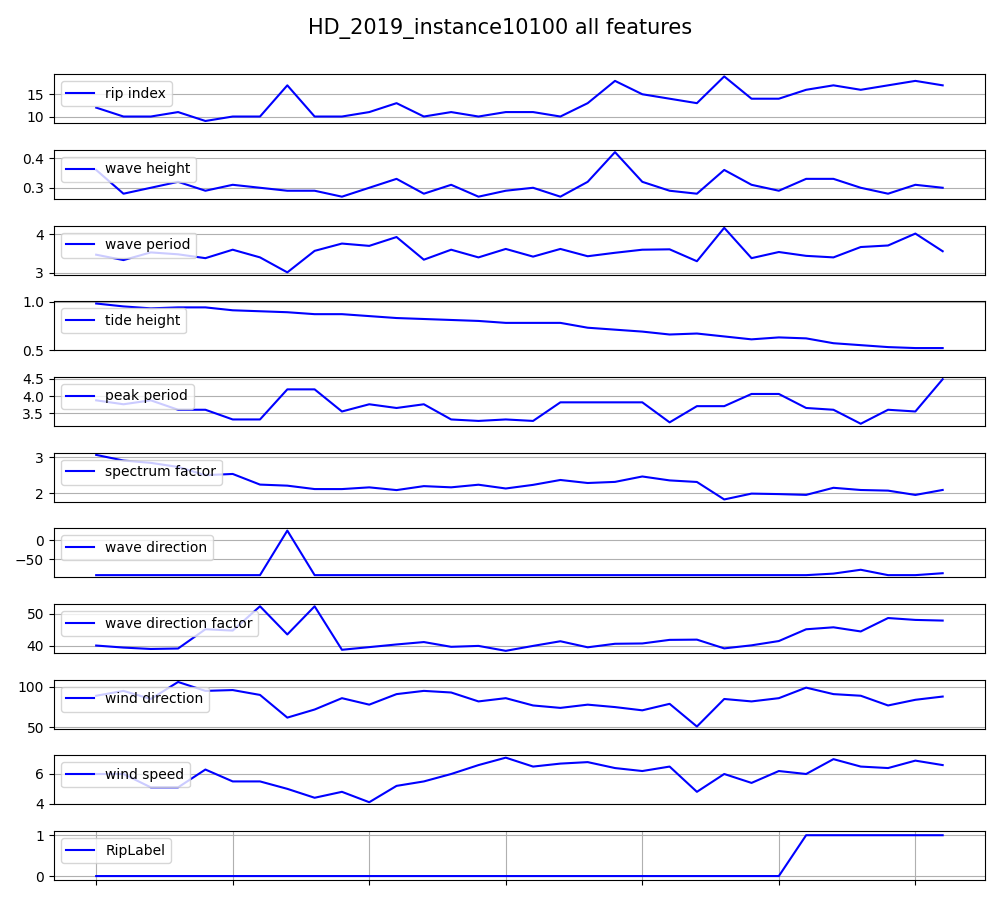 HD_2019_instance10100 all features
15
10
rip index
0.4
0.3
wave height
4
3
wave period
1.0
0.5
tide height
4.5
4.0
3.5
peak period
3
2
spectrum factor
0
−50
wave direction
50
40
wave direction factor
100
50
wind direction
6
4
wind speed
1
0
RipLabel